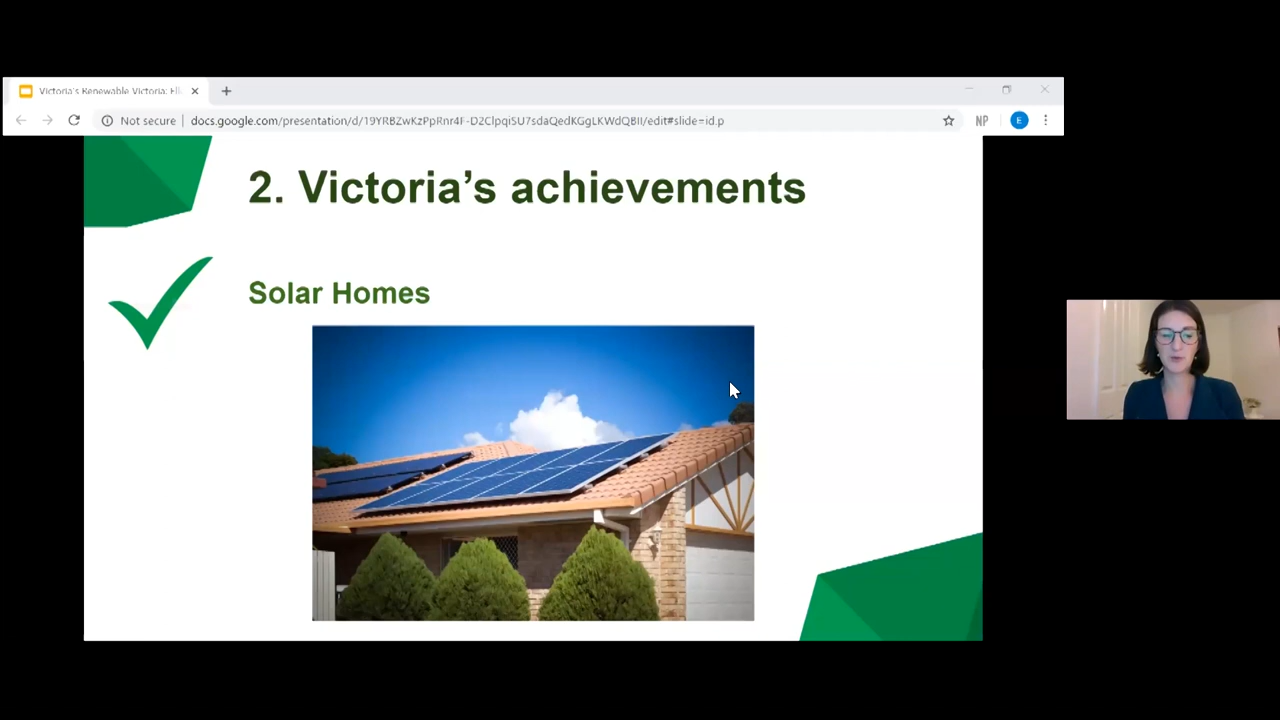 Victoria's Renewable Victoria: Ell
Not secure
docs.google.com/presentation/d/19YRBZwKzPpRnr4F-D2ClpqiSU7sdaQedKGgLKWdQBII/edit#slide=id.p
NP
E
2. Victoria’s achievements
Solar Homes